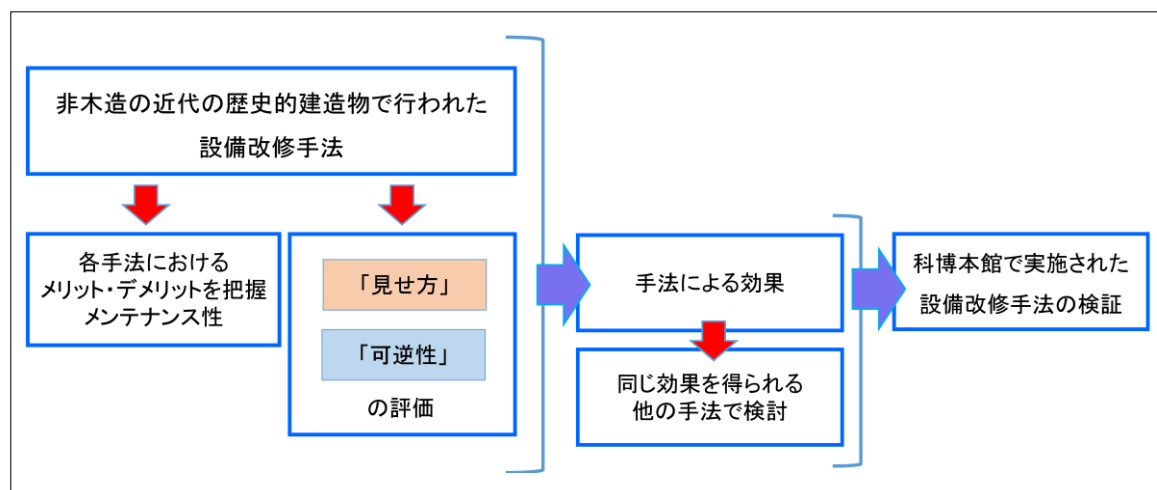 非木造の近代の歴史的建造物で行われた
設備改修手法
各手法における
メリット・デメリットを把握
メンテナンス性
「見せ方」
「可逆性」
の評価
手法による効果
同じ効果を得られる
他の手法で検討
科博本館で実施された
設備改修手法の検証